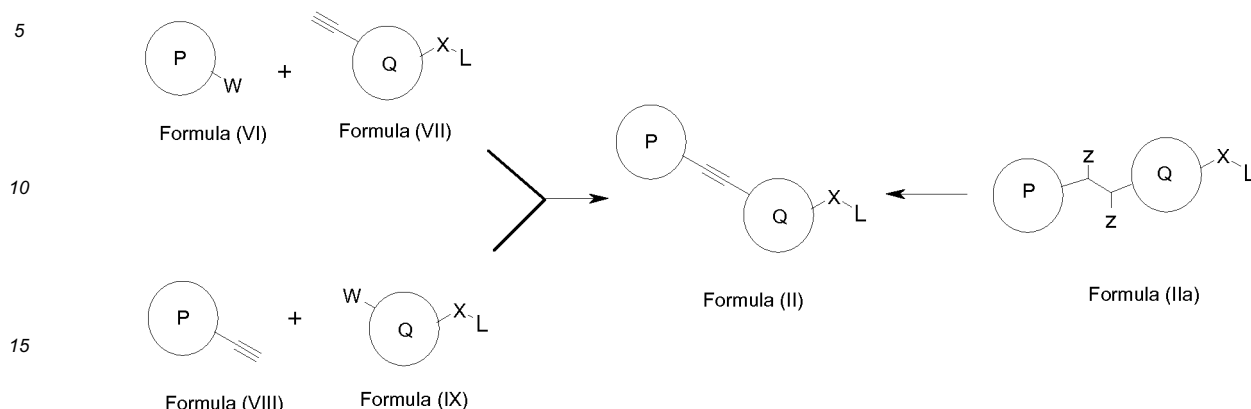 5
P
W
+
Q
X
L
Formula (VI)
Formula (VII)
10
P
Q
X
L
Formula (II)
P
Z
Z
Q
X
L
Formula (IIa)
15
P
+
W
Q
X
L
Formula (VIII)
Formula (IX)